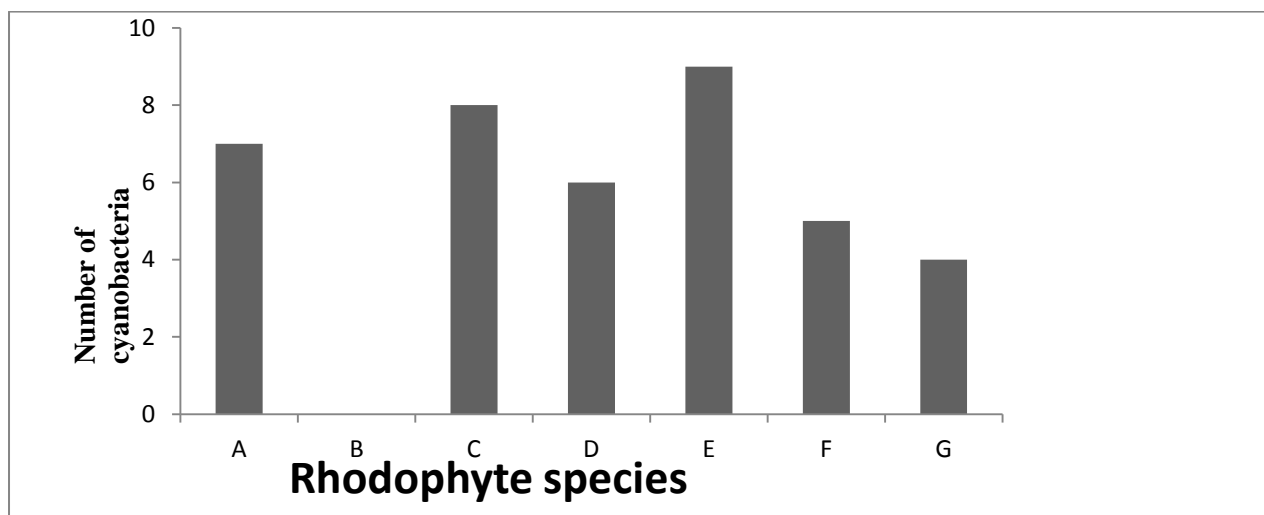 10
8
6
4
2
0
Number of
cyanobacteria
A B C D E F G
Rhodophyte species